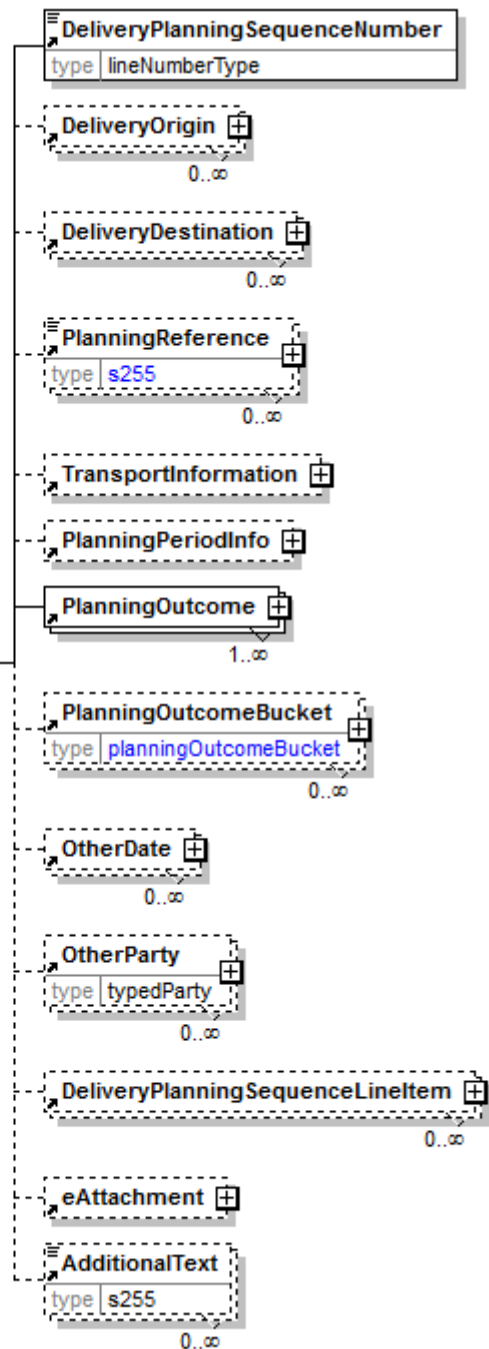 DeliveryPlanningSequenceNumber
type lineNumberType
DeliveryOrigin
0..∞
DeliveryDestination
0..∞
PlanningReference
type s255
0..∞
TransportInformation
PlanningPeriodInfo
PlanningOutcome
1..∞
PlanningOutcomeBucket
type planningOutcomeBucket
0..∞
OtherDate
0..∞
OtherParty
type typedParty
0..∞
DeliveryPlanningSequenceLineItem
0..∞
eAttachment
AdditionalText
type s255
0..∞